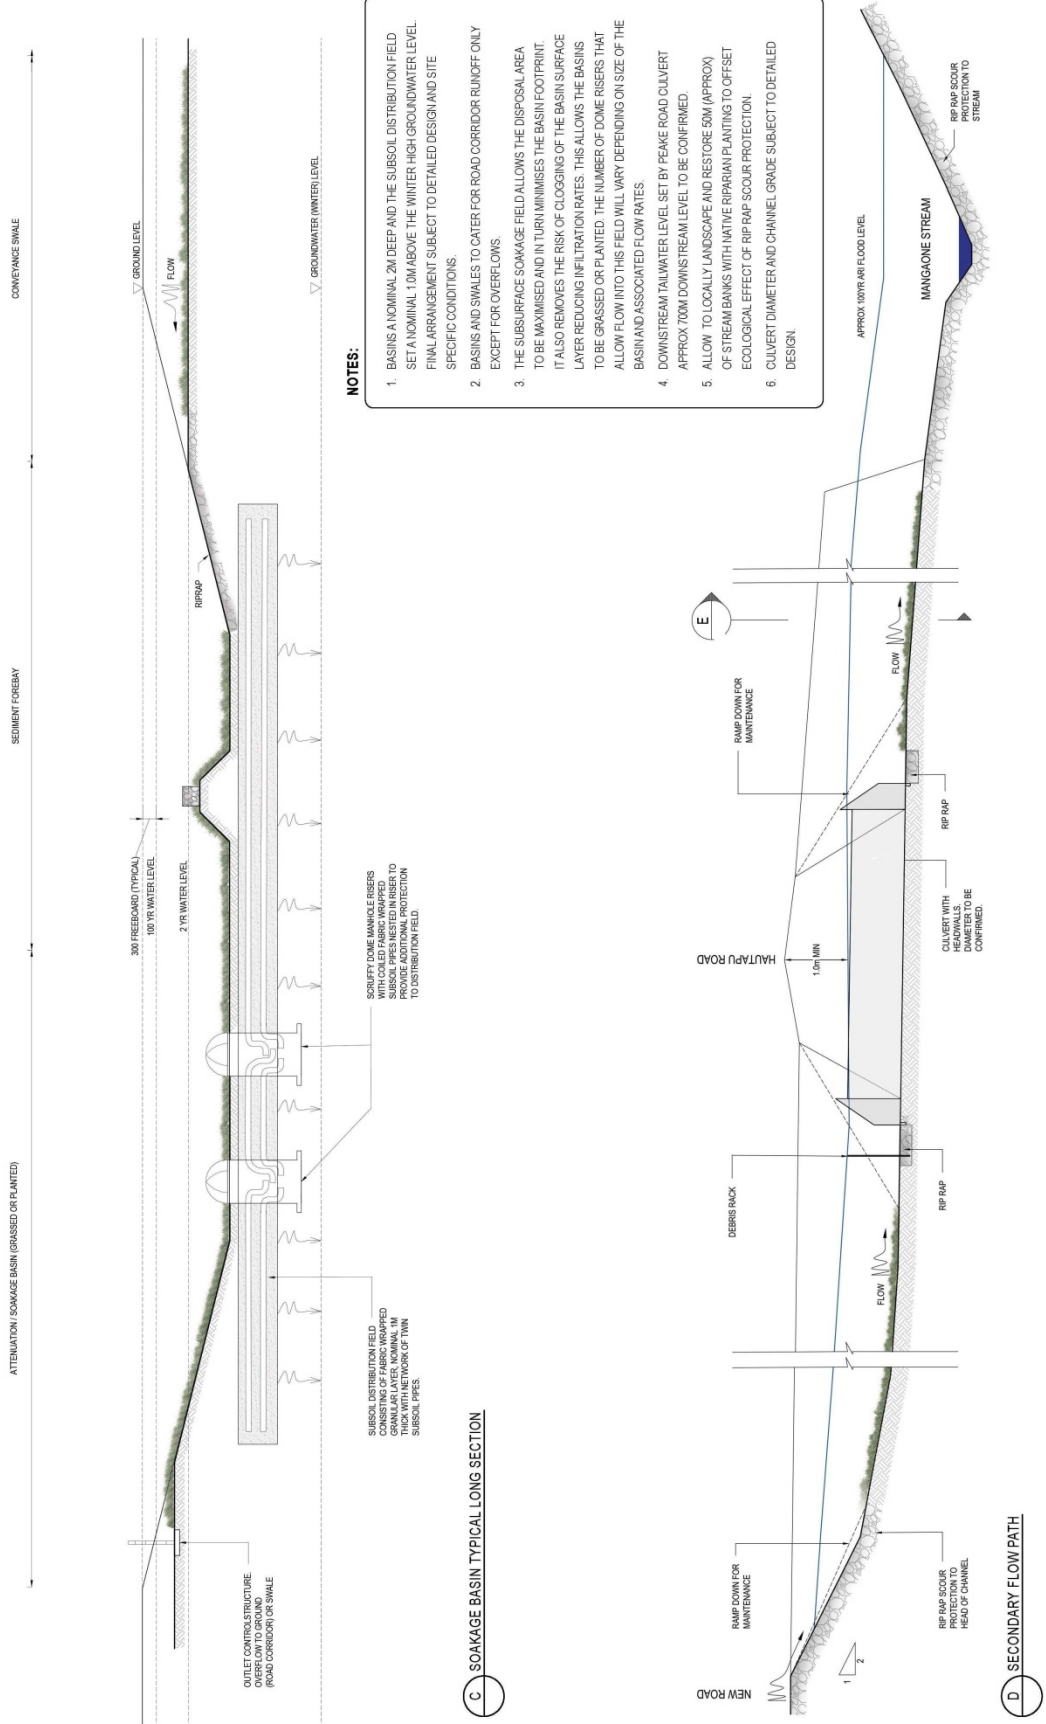 ATTENUATION / SOAKAGE BASIN (GRASSED OR PLANTED)
SEDIMENT FOREBAY
CONVEYANCE SWALE
300 FREEBOARD (TYPICAL)
100 YR WATER LEVEL
2 YR WATER LEVEL
GROUND LEVEL
FLOW
RIPRAP
GROUNDWATER (WINTER) LEVEL
OUTLET CONTROLSTRUCTURE.
OVERFLOW TO GROUND
(ROAD CORRIDOR) OR SWALE
SUBSOIL DISTRIBUTION FIELD
CONSISTING OF FABRIC WRAPPED
GRANULAR LAYER, NOMINAL 1M
THICK WITH NETWORK OF TWIN
SUBSOIL PIPES.
SCRUFFY DOME MANHOLE RISERS
WITH COILED FABRIC WRAPPED
SUBSOIL PIPES NESTED IN RISER TO
PROVIDE ADDITIONAL PROTECTION
TO DISTRIBUTION FIELD.
C SOAKAGE BASIN TYPICAL LONG SECTION
NOTES:
1. BASINS A NOMINAL 2M DEEP AND THE SUBSOIL DISTRIBUTION FIELD
SET A NOMINAL 1.0M ABOVE THE WINTER HIGH GROUNDWATER LEVEL.
FINAL ARRANGEMENT SUBJECT TO DETAILED DESIGN AND SITE
SPECIFIC CONDITIONS.
2. BASINS AND SWALES TO CATER FOR ROAD CORRIDOR RUNOFF ONLY
EXCEPT FOR OVERFLOWS.
3. THE SUBSURFACE SOAKAGE FIELD ALLOWS THE DISPOSAL AREA
TO BE MAXIMISED AND IN TURN MINIMISES THE BASIN FOOTPRINT.
IT ALSO REMOVES THE RISK OF CLOGGING OF THE BASIN SURFACE
LAYER REDUCING INFILTRATION RATES. THIS ALLOWS THE BASINS
TO BE GRASSED OR PLANTED. THE NUMBER OF DOME RISERS THAT
ALLOW FLOW INTO THIS FIELD WILL VARY DEPENDING ON SIZE OF THE
BASIN AND ASSOCIATED FLOW RATES.
4. DOWNSTREAM TAILWATER LEVEL SET BY PEAKE ROAD CULVERT
APPROX 700M DOWNSTREAM LEVEL TO BE CONFIRMED.
5. ALLOW TO LOCALLY LANDSCAPE AND RESTORE 50M (APPROX)
OF STREAM BANKS WITH NATIVE RIPARIAN PLANTING TO OFFSET
ECOLOGICAL EFFECT OF RIP RAP SCOUR PROTECTION.
6. CULVERT DIAMETER AND CHANNEL GRADE SUBJECT TO DETAILED
DESIGN.
NEW ROAD
RAMP DOWN FOR
MAINTENANCE
1
2
RIP RAP SCOUR
PROTECTION TO
HEAD OF CHANNEL
FLOW
DEBRIS RACK
RIP RAP
HAUTAPU ROAD
1.0m MIN
CULVERT WITH
HEADWALLS.
DIAMETER TO BE
CONFIRMED.
RAMP DOWN FOR
MAINTENANCE
RIP RAP
E
FLOW
APPROX 100YR ARI FLOOD LEVEL
MANGAONE STREAM
RIP RAP SCOUR
PROTECTION TO
STREAM
D SECONDARY FLOW PATH